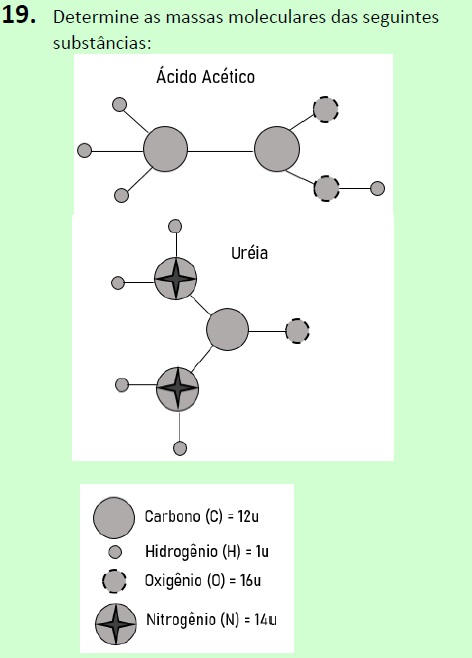 19. Determine as massas moleculares das seguintes
substâncias:
Ácido Acético
Uréia
Carbono (C) = 12u
Hidrogênio (H) = 1u
Oxigênio (O) = 16u
Nitrogênio (N) = 14u